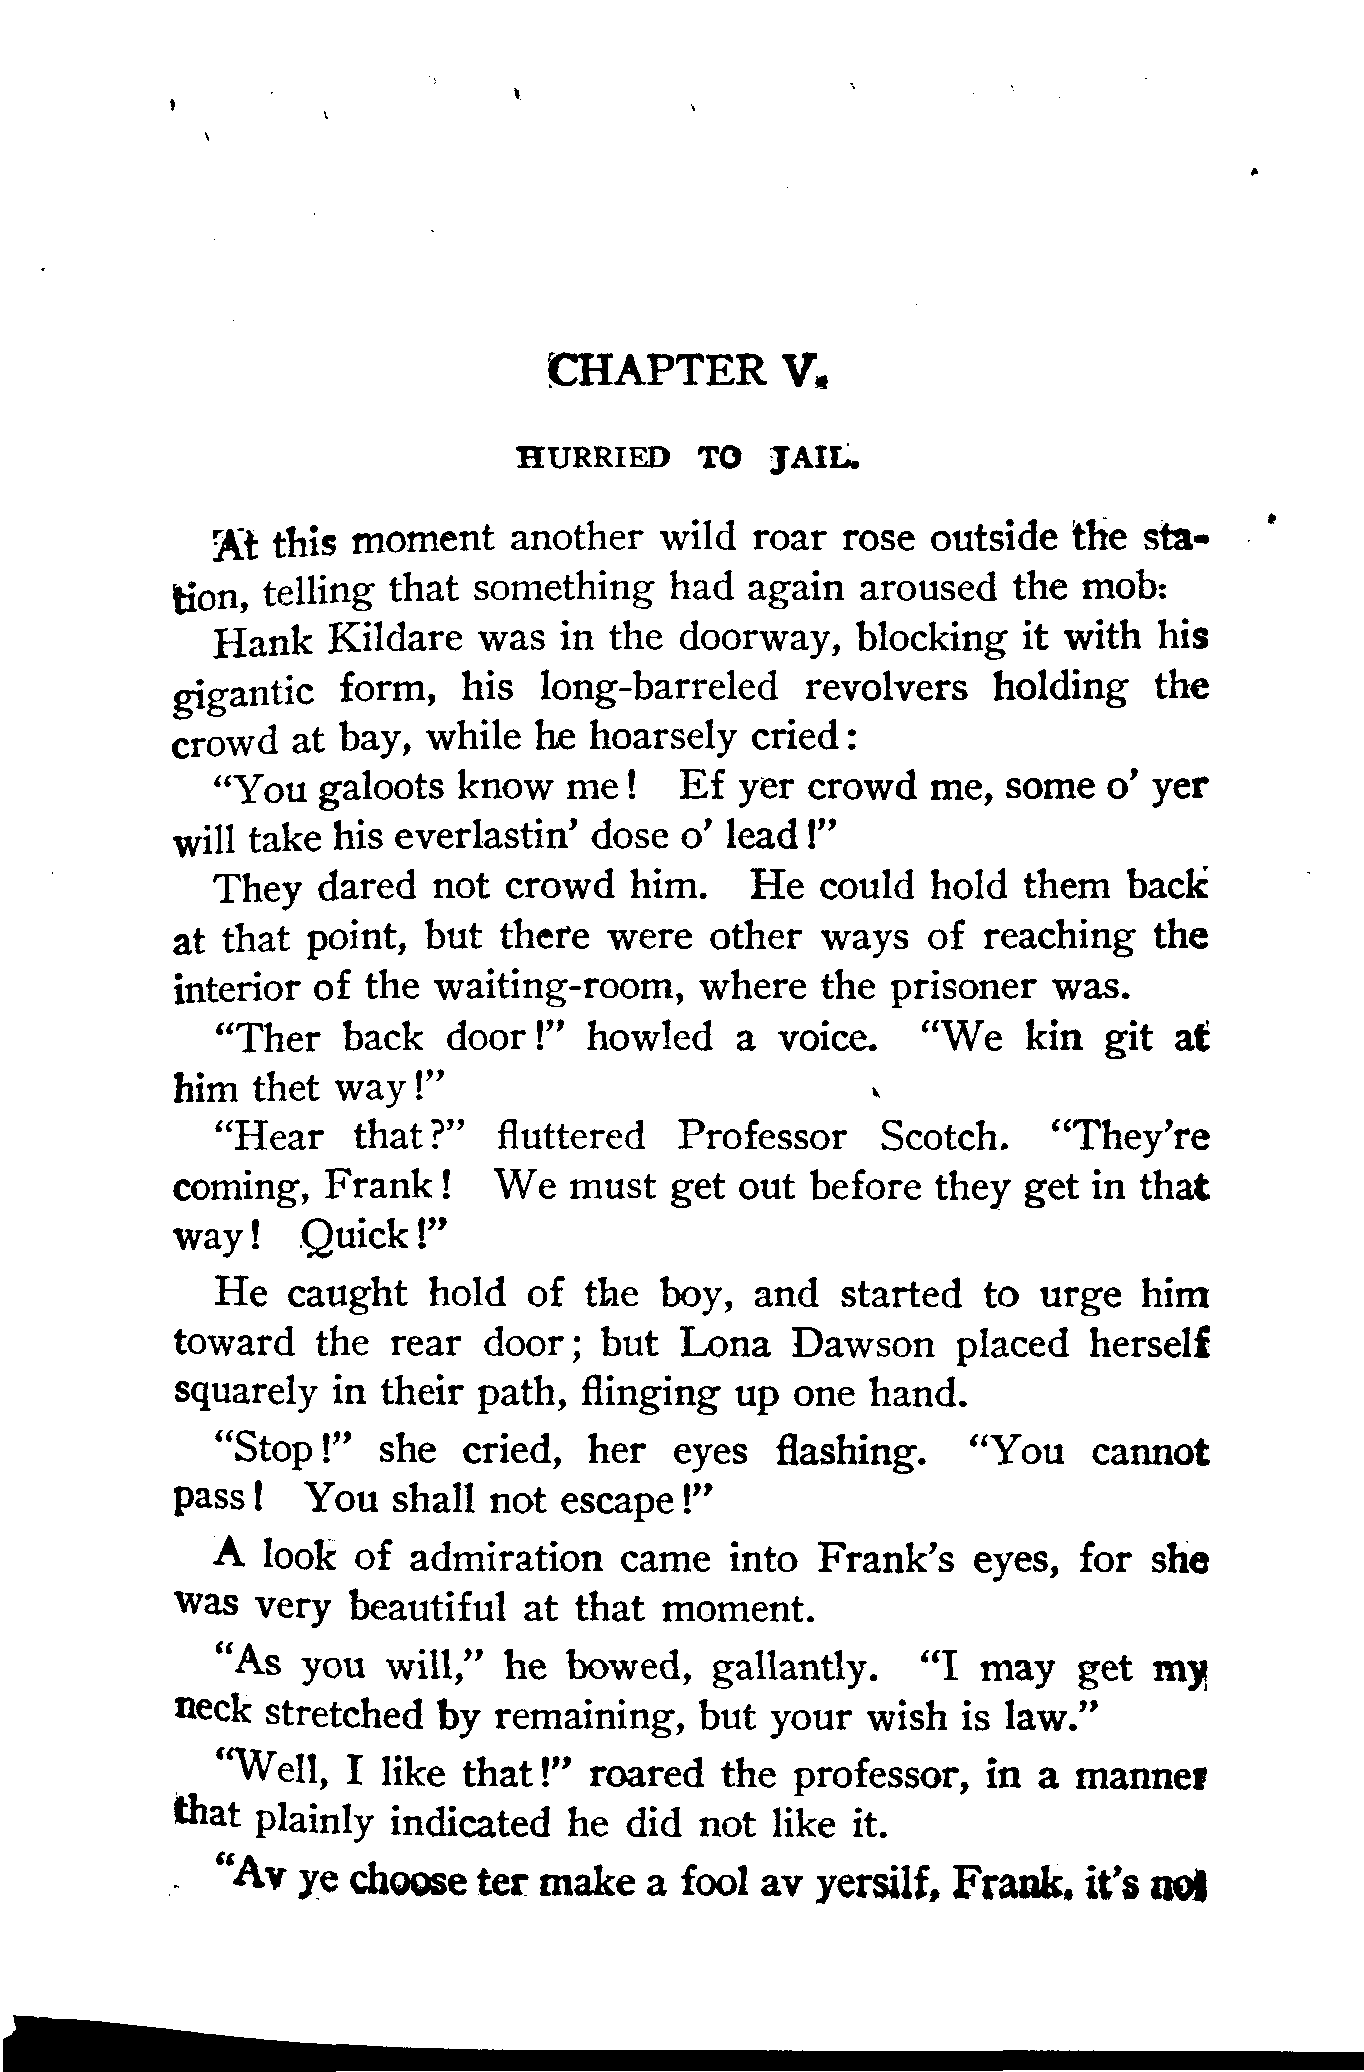 CHAPTER V.
HURRIED TO JAIL.
At this moment another wild roar rose outside the sta-
tion, telling that something had again aroused the mob:
Hank Kildare was in the doorway, blocking it with his
gigantic form, his long-barreled revolvers holding the
crowd at bay, while he hoarsely cried:
"You galoots know me! Ef yer crowd me, some o' yer
will take his everlastin' dose o' lead!"
They dared not crowd him. He could hold them back
at that point, but there were other ways of reaching the
interior of the waiting-room, where the prisoner was.
"Ther back door!" howled a voice. "We kin git at
him thet way!"
"Hear that?" fluttered Professor Scotch. "They're
coming, Frank! We must get out before they get in that
way! Quick!"
He caught hold of the boy, and started to urge him
toward the rear door; but Lona Dawson placed herself
squarely in their path, flinging up one hand.
"Stop!" she cried, her eyes flashing. "You cannot
pass! You shall not escape!"
A look of admiration came into Frank's eyes, for she
was very beautiful at that moment.
"As you will," he bowed, gallantly. "I may get my
neck stretched by remaining, but your wish is law."
"Well, I like that!" roared the professor, in a manner
that plainly indicated he did not like it.
"Av ye choose ter make a fool av yersilf, Frank, it's not